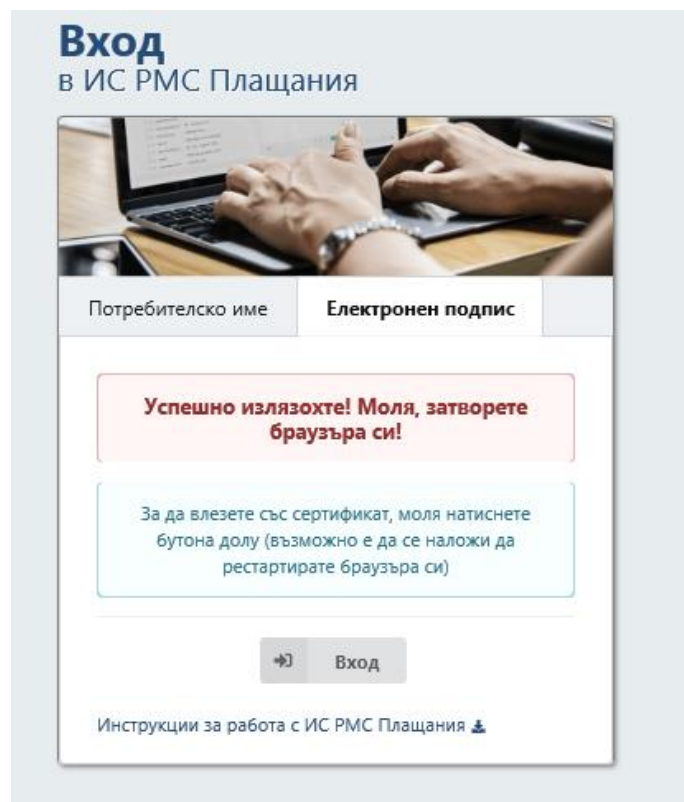 Вход
в ИС РМС Плащания
Потребителско име
Електронен подпис
Успешно излязохте! Моля, затворете
браузъра си!
За да влезете със сертификат, моля натиснете
бутона долу (възможно е да се наложи да
рестартирате браузъра си)
Вход
Инструкции за работа с ИС РМС Плащания